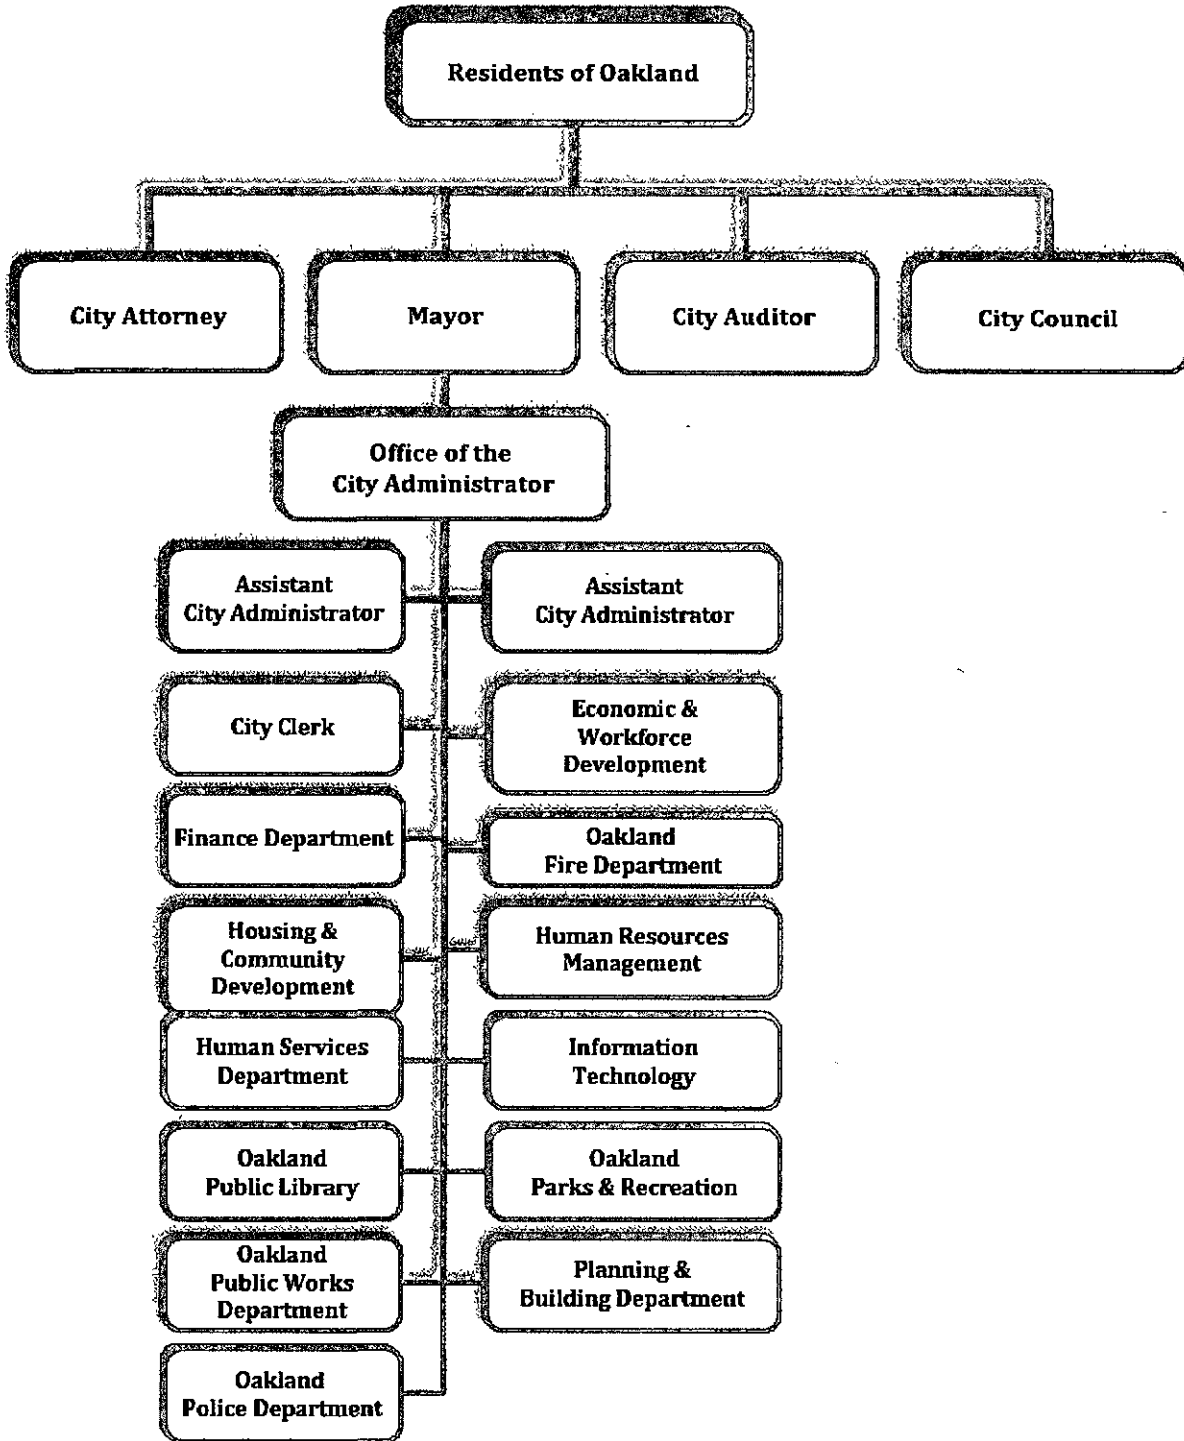 Residents of Oakland
City Attorney
Mayor
City Auditor
City Council
Office of the
City Administrator
Assistant
City Administrator
Assistant
City Administrator
City Clerk
Economic &
Workforce
Development
Finance Department
Oakland
Fire Department
Housing &
Community
Development
Human Resources
Management
Human Services
Department
Information
Technology
Oakland
Public Library
Oakland
Parks & Recreation
Oakland
Public Works
Department
Planning &
Building Department
Oakland
Police Department